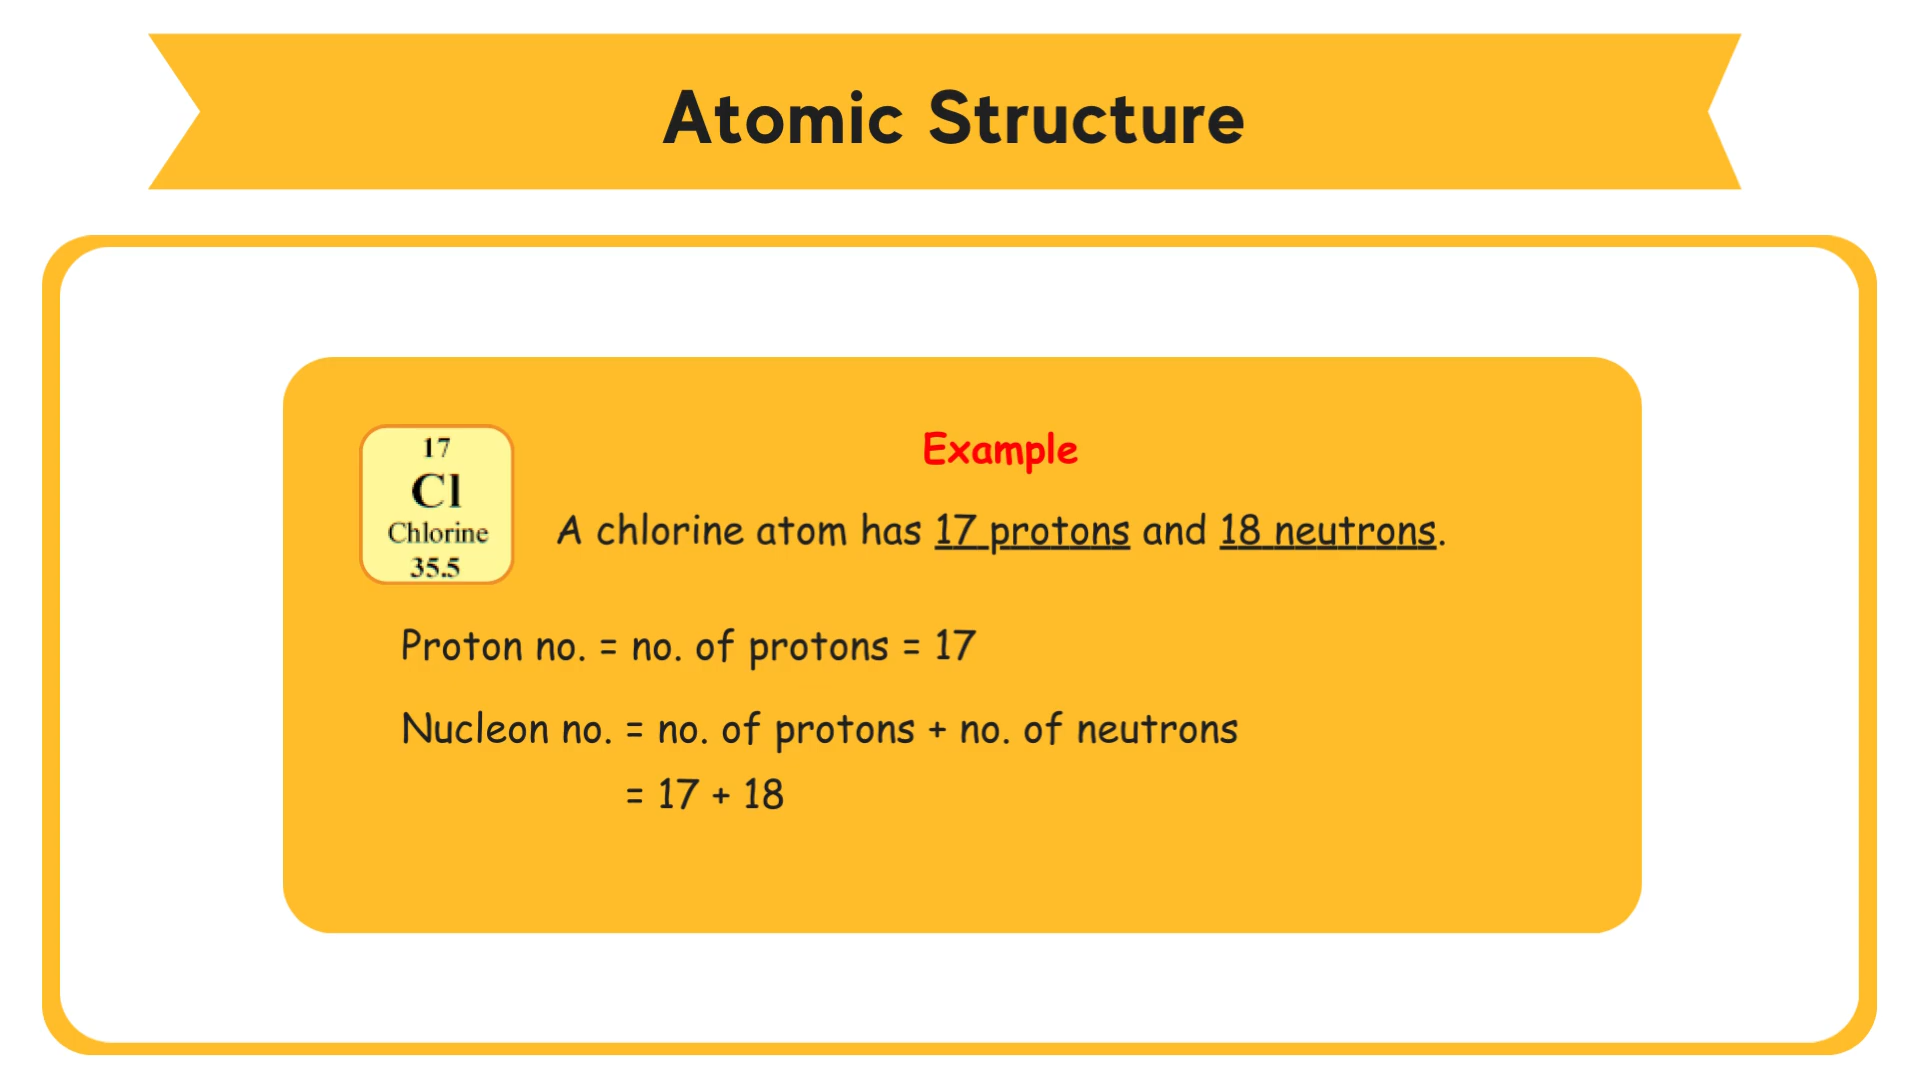 Atomic Structure
Example
17
Cl
Chlorine
35.5
A chlorine atom has 17 protons and 18 neutrons.
Proton no. = no. of protons = 17
Nucleon no. = no. of protons + no. of neutrons
= 17 + 18